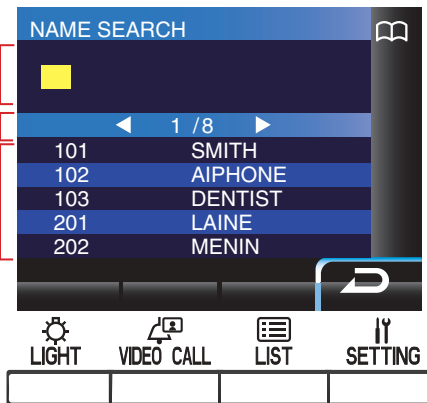 NAME SEARCH
1 /8
101 SMITH
102 AIPHONE
103 DENTIST
201 LAINE
202 MENIN
LIGHT VIDEO CALL LIST SETTING